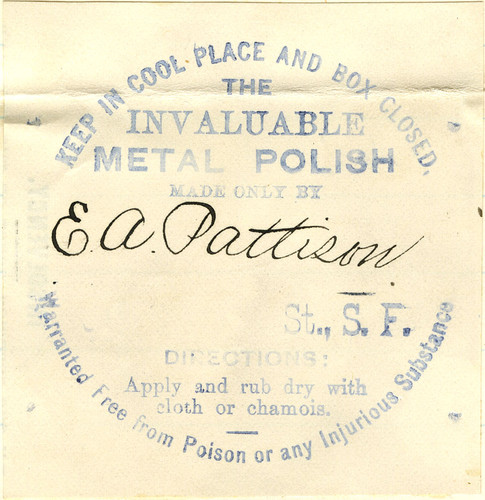 KEEP IN COOL PLACE AND BOX CLOSED,
THE
INVALUABLE
METAL POLISH
MADE ONLY BY
E. A. Pattison
St., S. F.
DIRECTIONS:
Apply and rub dry with
cloth or chamois.
Warranted Free from Poison or any Injurious Substance